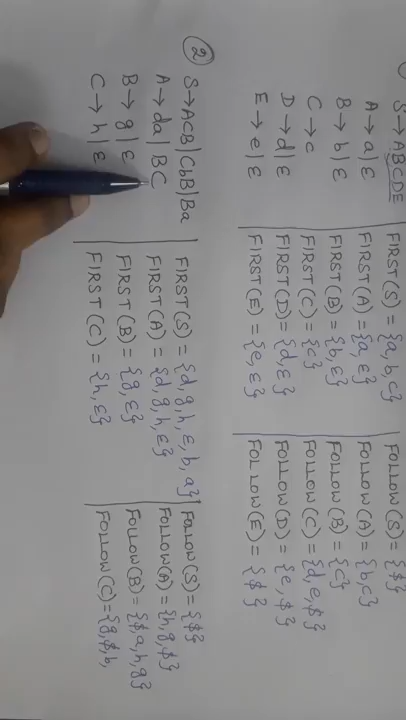 S → ABCDE FIRST(S) = {a, b, c} FOLLOW(S) = {$}
A → a | ε FIRST(A) = {a, ε} FOLLOW(A) = {b, c}
B → b | ε FIRST(B) = {b, ε} FOLLOW(B) = {c}
C → c FIRST(C) = {c} FOLLOW(C) = {d, e, $}
D → d | ε FIRST(D) = {d, ε} FOLLOW(D) = {e, $}
E → e | ε FIRST(E) = {e, ε} FOLLOW(E) = {$}
② S → ACB | CbB | Ba FIRST(S) = {d, g, h, ε, b, a} FOLLOW(S) = {$}
A → da | BC FIRST(A) = {d, g, h, ε} FOLLOW(A) = {h, g, $}
B → g | ε FIRST(B) = {g, ε} FOLLOW(B) = {$, a, h, g}
C → h | ε FIRST(C) = {h, ε} FOLLOW(C) = {g, $, b,